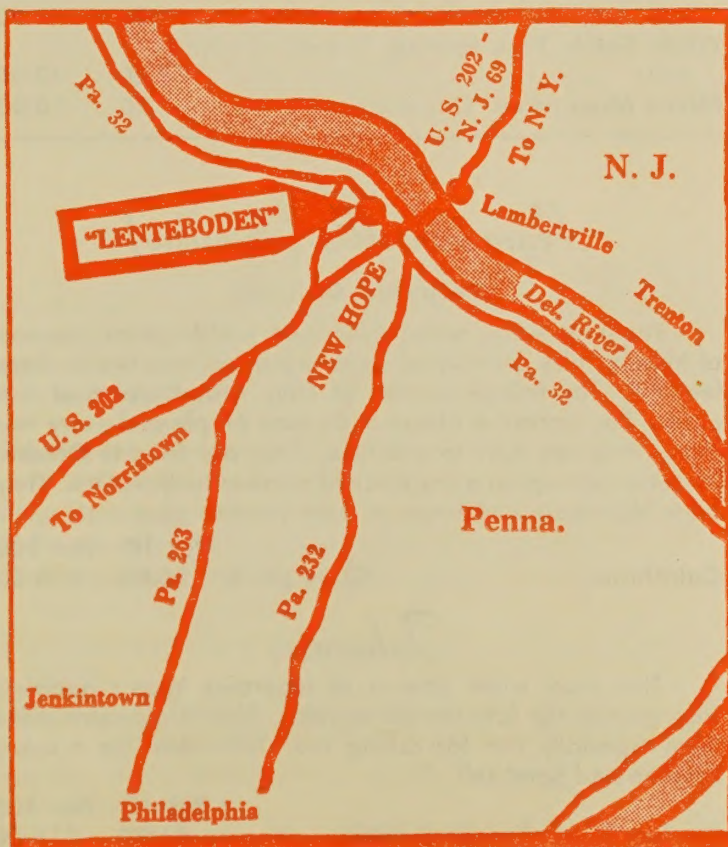 Pa. 32
U. S. 202 -
N. J. 69
To N. Y.
N. J.
"LENTEBODEN"
Lambertville
Trenton
Del. River
NEW HOPE
Pa. 32
U. S. 202
To Norristown
Penna.
Pa. 263
Pa. 232
Jenkintown
Philadelphia